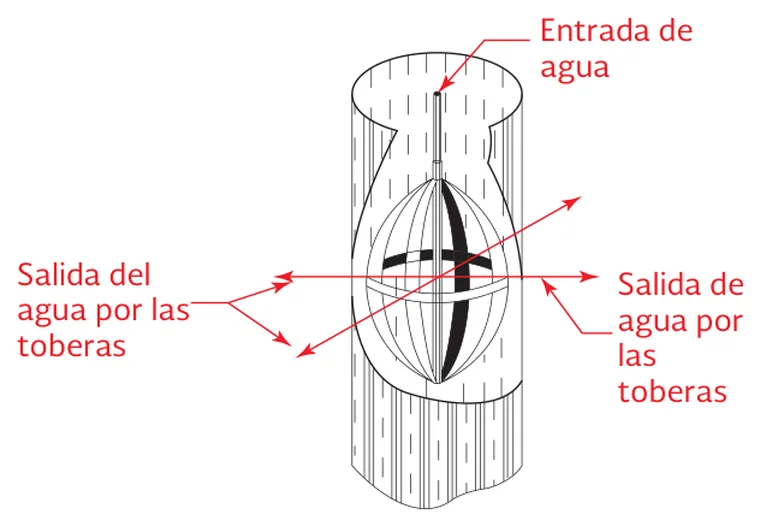 Entrada de
agua
Salida del
agua por las
toberas
Salida de
agua por
las
toberas